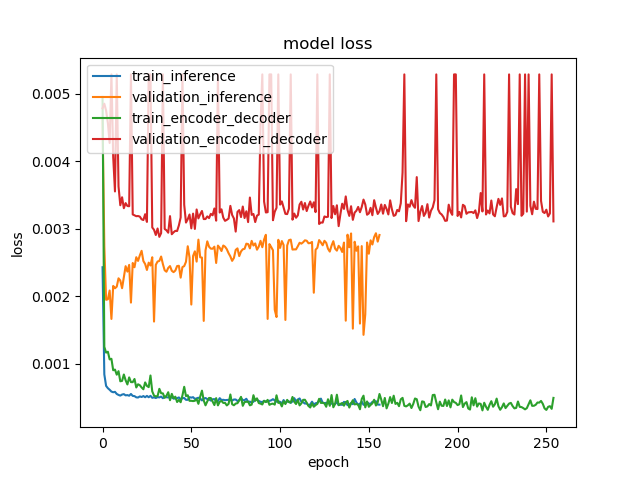 model loss
train_inference
validation_inference
train_encoder_decoder
validation_encoder_decoder
loss
0.005
0.004
0.003
0.002
0.001
0 50 100 150 200 250
epoch